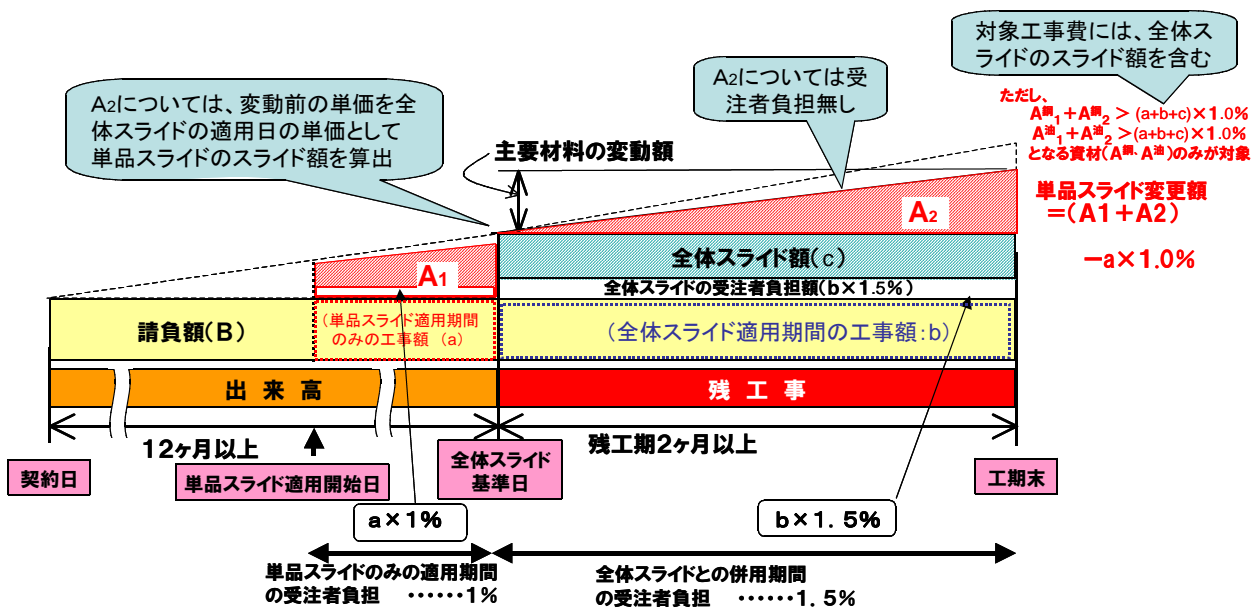 対象工事費には、全体ス
ライドのスライド額を含む
A2については受
注者負担無し
A2については、変動前の単価を全
体スライドの適用日の単価として
単品スライドのスライド額を算出
ただし、
A鋼1＋A鋼2 ＞(a+b+c)×1.0%
A油1＋A油2 ＞(a+b+c)×1.0%
となる資材(A鋼、A油)のみが対象
主要材料の変動額
単品スライド変更額
＝(A1＋A2)
－a×1.0%
A2
A1
全体スライド額(c)
全体スライドの受注者負担額(b×1.5%)
請負額(B)
(単品スライド適用期間
のみの工事額 (a)
(全体スライド適用期間の工事額:b)
出 来 高
残 工 事
12ヶ月以上
残工期2ヶ月以上
契約日
単品スライド適用開始日
全体スライド
基準日
工期末
a×1%
b×1.5%
単品スライドのみの適用期間
の受注者負担 ……1%
全体スライドとの併用期間
の受注者負担 ……1.5%